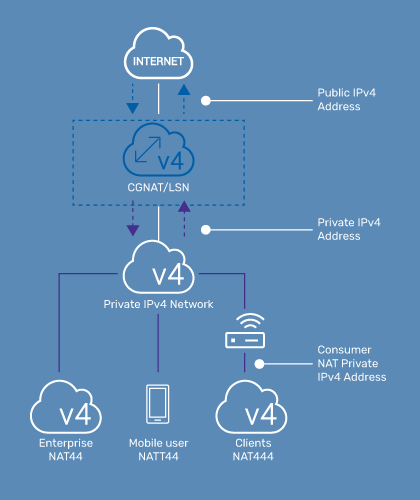 INTERNET
Public IPv4
Address
v4
CGNAT/LSN
Private IPv4
Address
v4
Private IPv4 Network
Consumer
NAT Private
IPv4 Address
v4
Enterprise
NAT44
Mobile user
NATT44
v4
Clients
NAT444